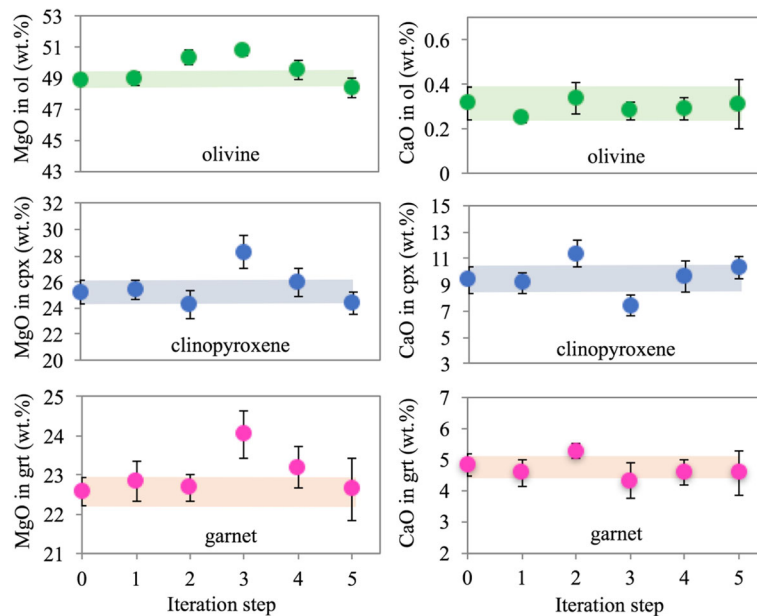 MgO in ol (wt.%)
53
51
49
47
45
43
olivine
CaO in ol (wt.%)
0.6
0.4
0.2
0
olivine
MgO in cpx (wt.%)
32
30
28
26
24
22
20
clinopyroxene
CaO in cpx (wt.%)
15
13
11
9
7
5
3
clinopyroxene
MgO in grt (wt.%)
25
24
23
22
21
garnet
0 1 2 3 4 5
Iteration step
CaO in grt (wt.%)
7
6
5
4
3
2
garnet
0 1 2 3 4 5
Iteration step